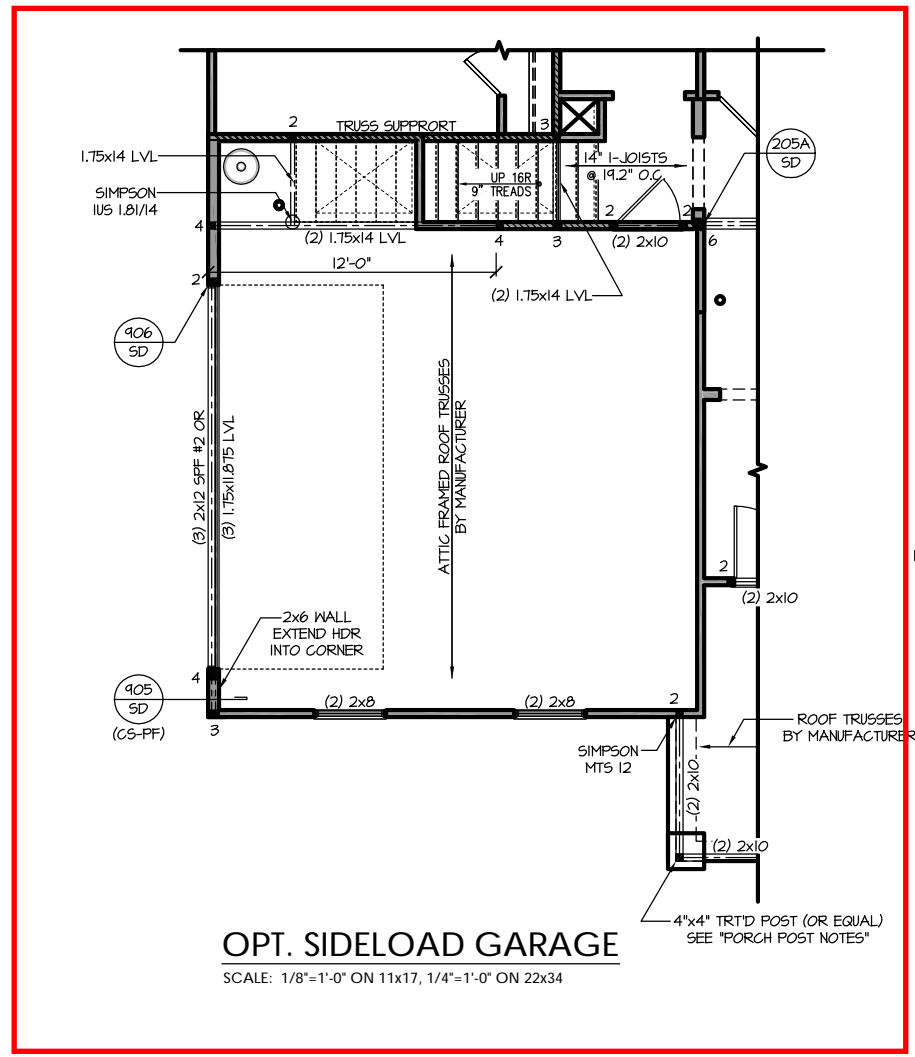 2
TRUSS SUPPRORT
3
1.75x14 LVL
14" I-JOISTS
@ 19.2" O.C.
205A
SD
UP 16R
9" TREADS
SIMPSON
IUS 1.81/14
2
2
4
(2) 1.75x14 LVL
4
3
(2) 2x10
6
12'-0"
2
(2) 1.75x14 LVL
906
SD
ATTIC FRAMED ROOF TRUSSES
BY MANUFACTURER
(3) 2x12 SPF #2 OR
(3) 1.75x11.875 LVL
2
(2) 2x10
2x6 WALL
EXTEND HDR
INTO CORNER
4
905
SD
(CS-PF)
3
(2) 2x8
(2) 2x8
2
ROOF TRUSSES
BY MANUFACTURER
SIMPSON
MTS 12
(2) 2x10
(2) 2x10
4"x4" TRT'D POST (OR EQUAL)
SEE "PORCH POST NOTES"
OPT. SIDELOAD GARAGE
SCALE: 1/8"=1'-0" ON 11x17, 1/4"=1'-0" ON 22x34